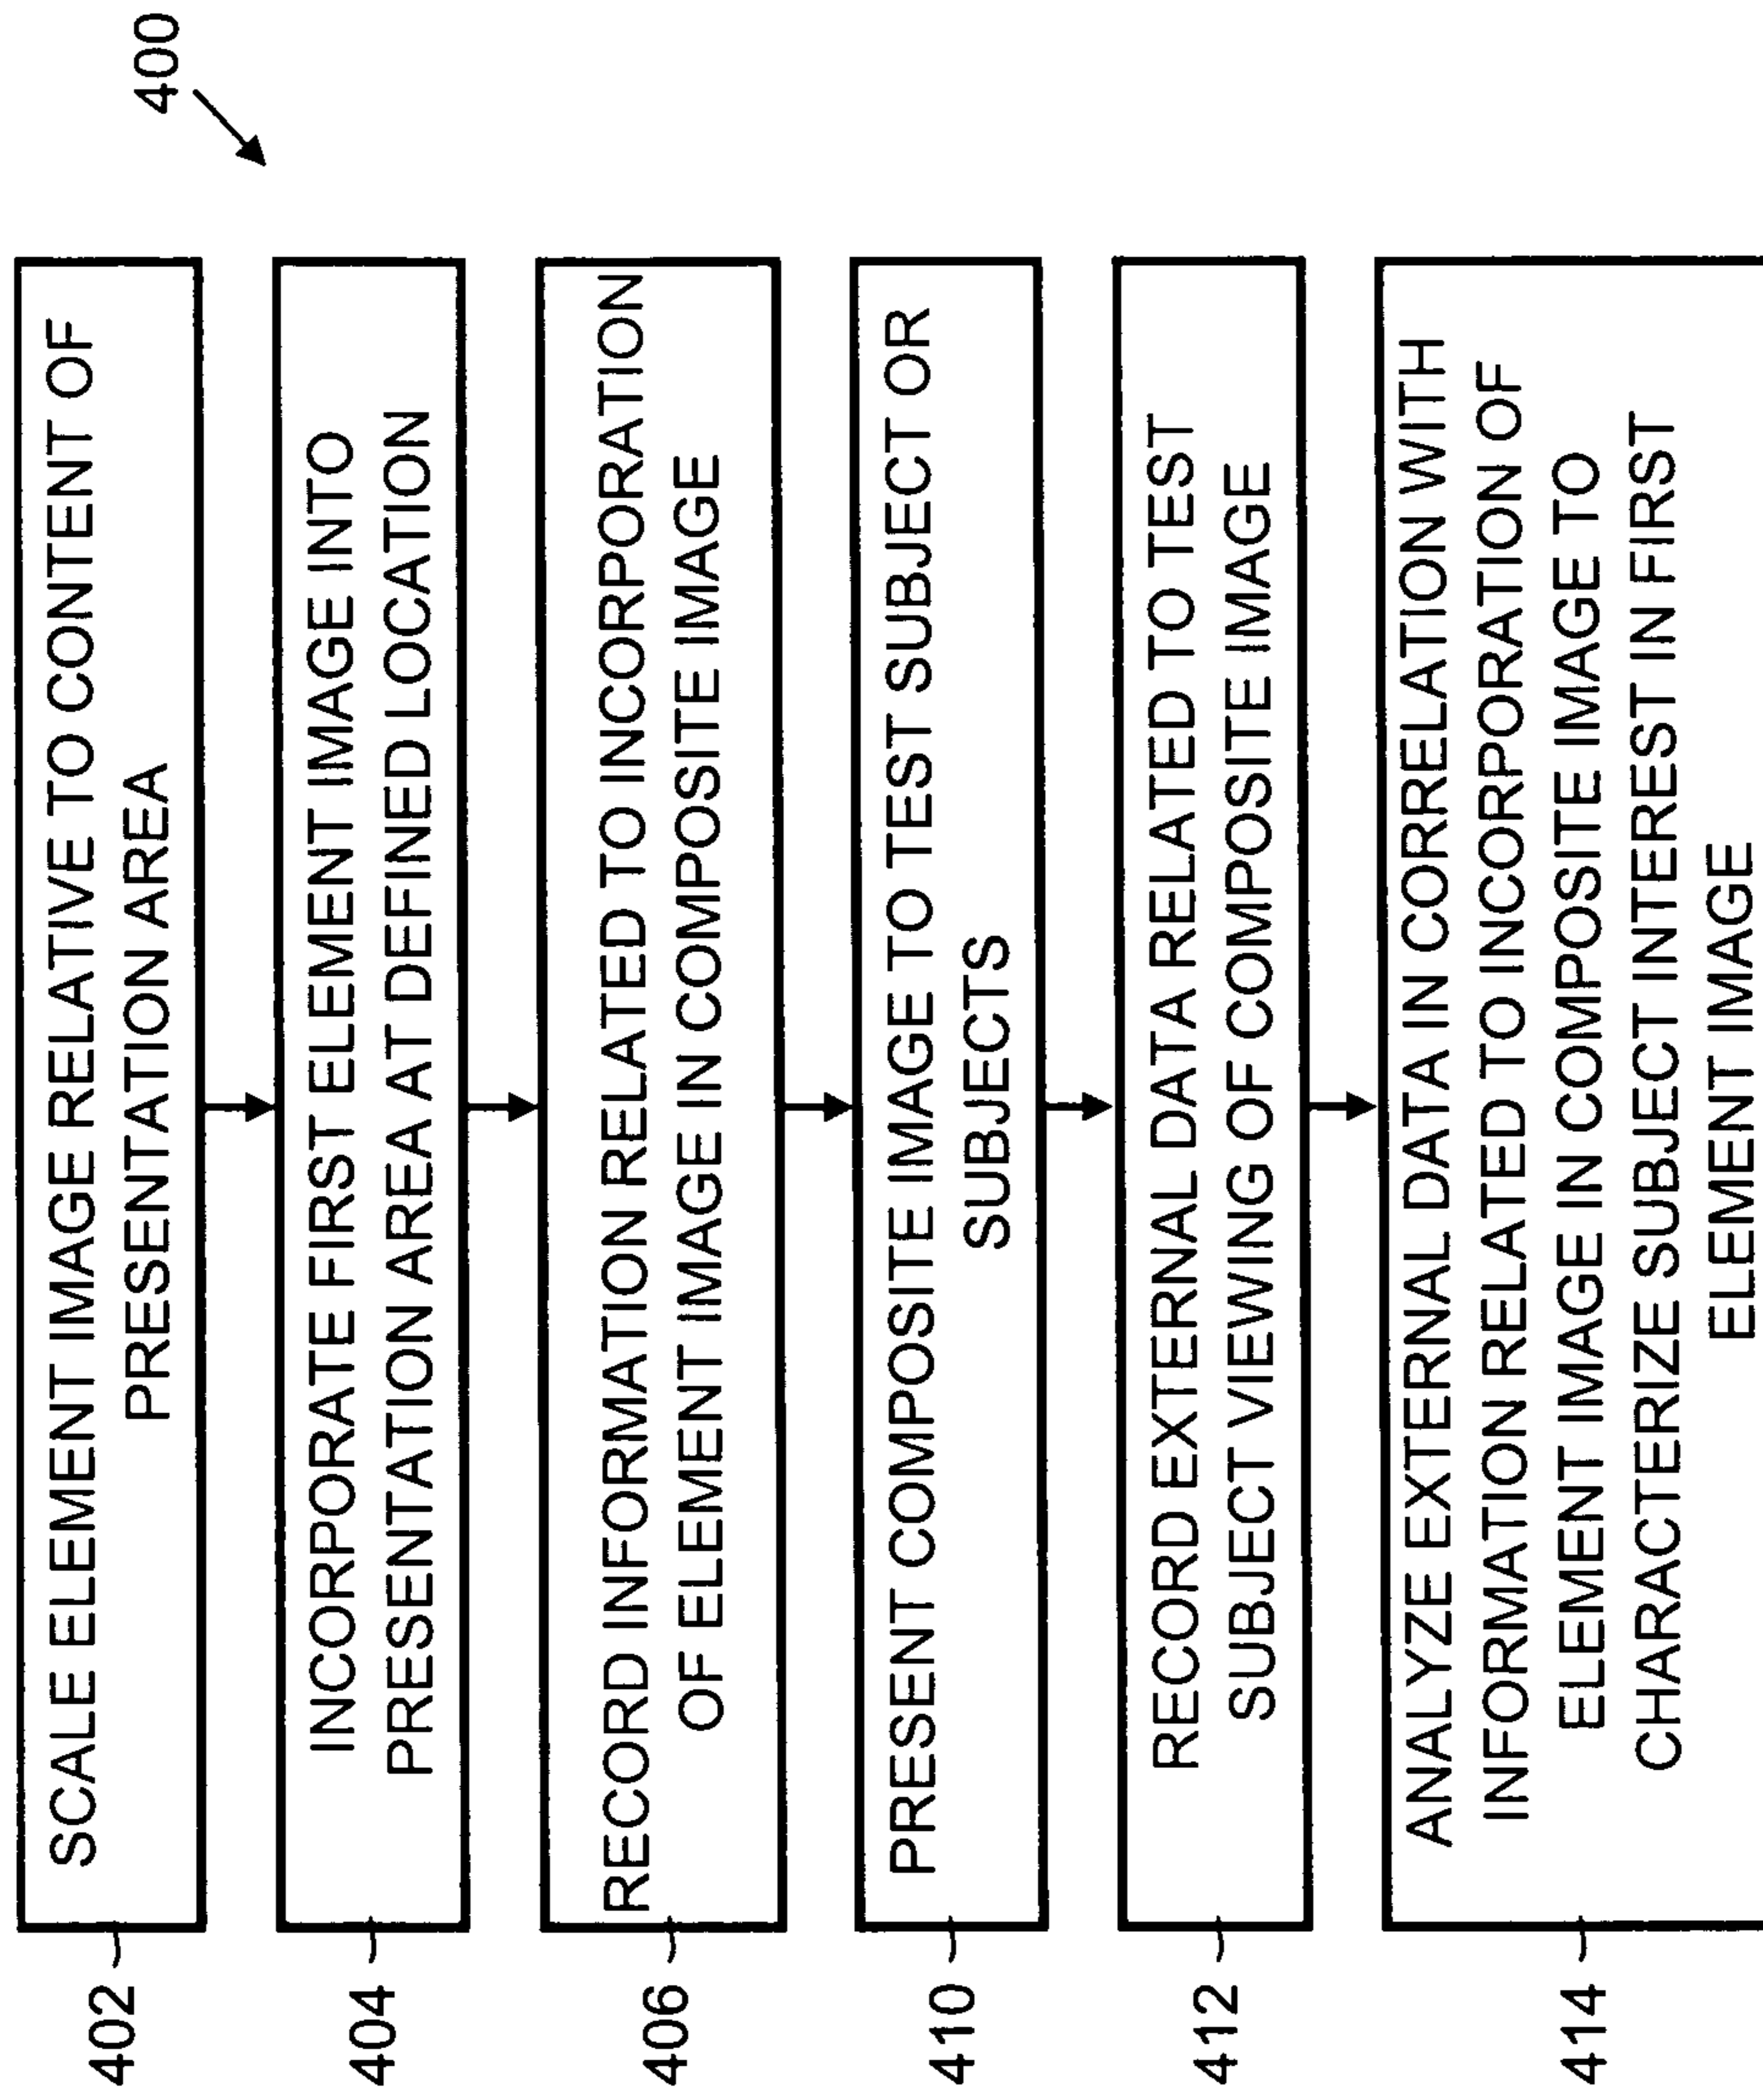 400
402
SCALE ELEMENT IMAGE RELATIVE TO CONTENT OF
PRESENTATION AREA
404
INCORPORATE FIRST ELEMENT IMAGE INTO
PRESENTATION AREA AT DEFINED LOCATION
406
RECORD INFORMATION RELATED TO INCORPORATION
OF ELEMENT IMAGE IN COMPOSITE IMAGE
410
PRESENT COMPOSITE IMAGE TO TEST SUBJECT OR
SUBJECTS
412
RECORD EXTERNAL DATA RELATED TO TEST
SUBJECT VIEWING OF COMPOSITE IMAGE
414
ANALYZE EXTERNAL DATA IN CORRELATION WITH
INFORMATION RELATED TO INCORPORATION OF
ELEMENT IMAGE IN COMPOSITE IMAGE TO
CHARACTERIZE SUBJECT INTEREST IN FIRST
ELEMENT IMAGE